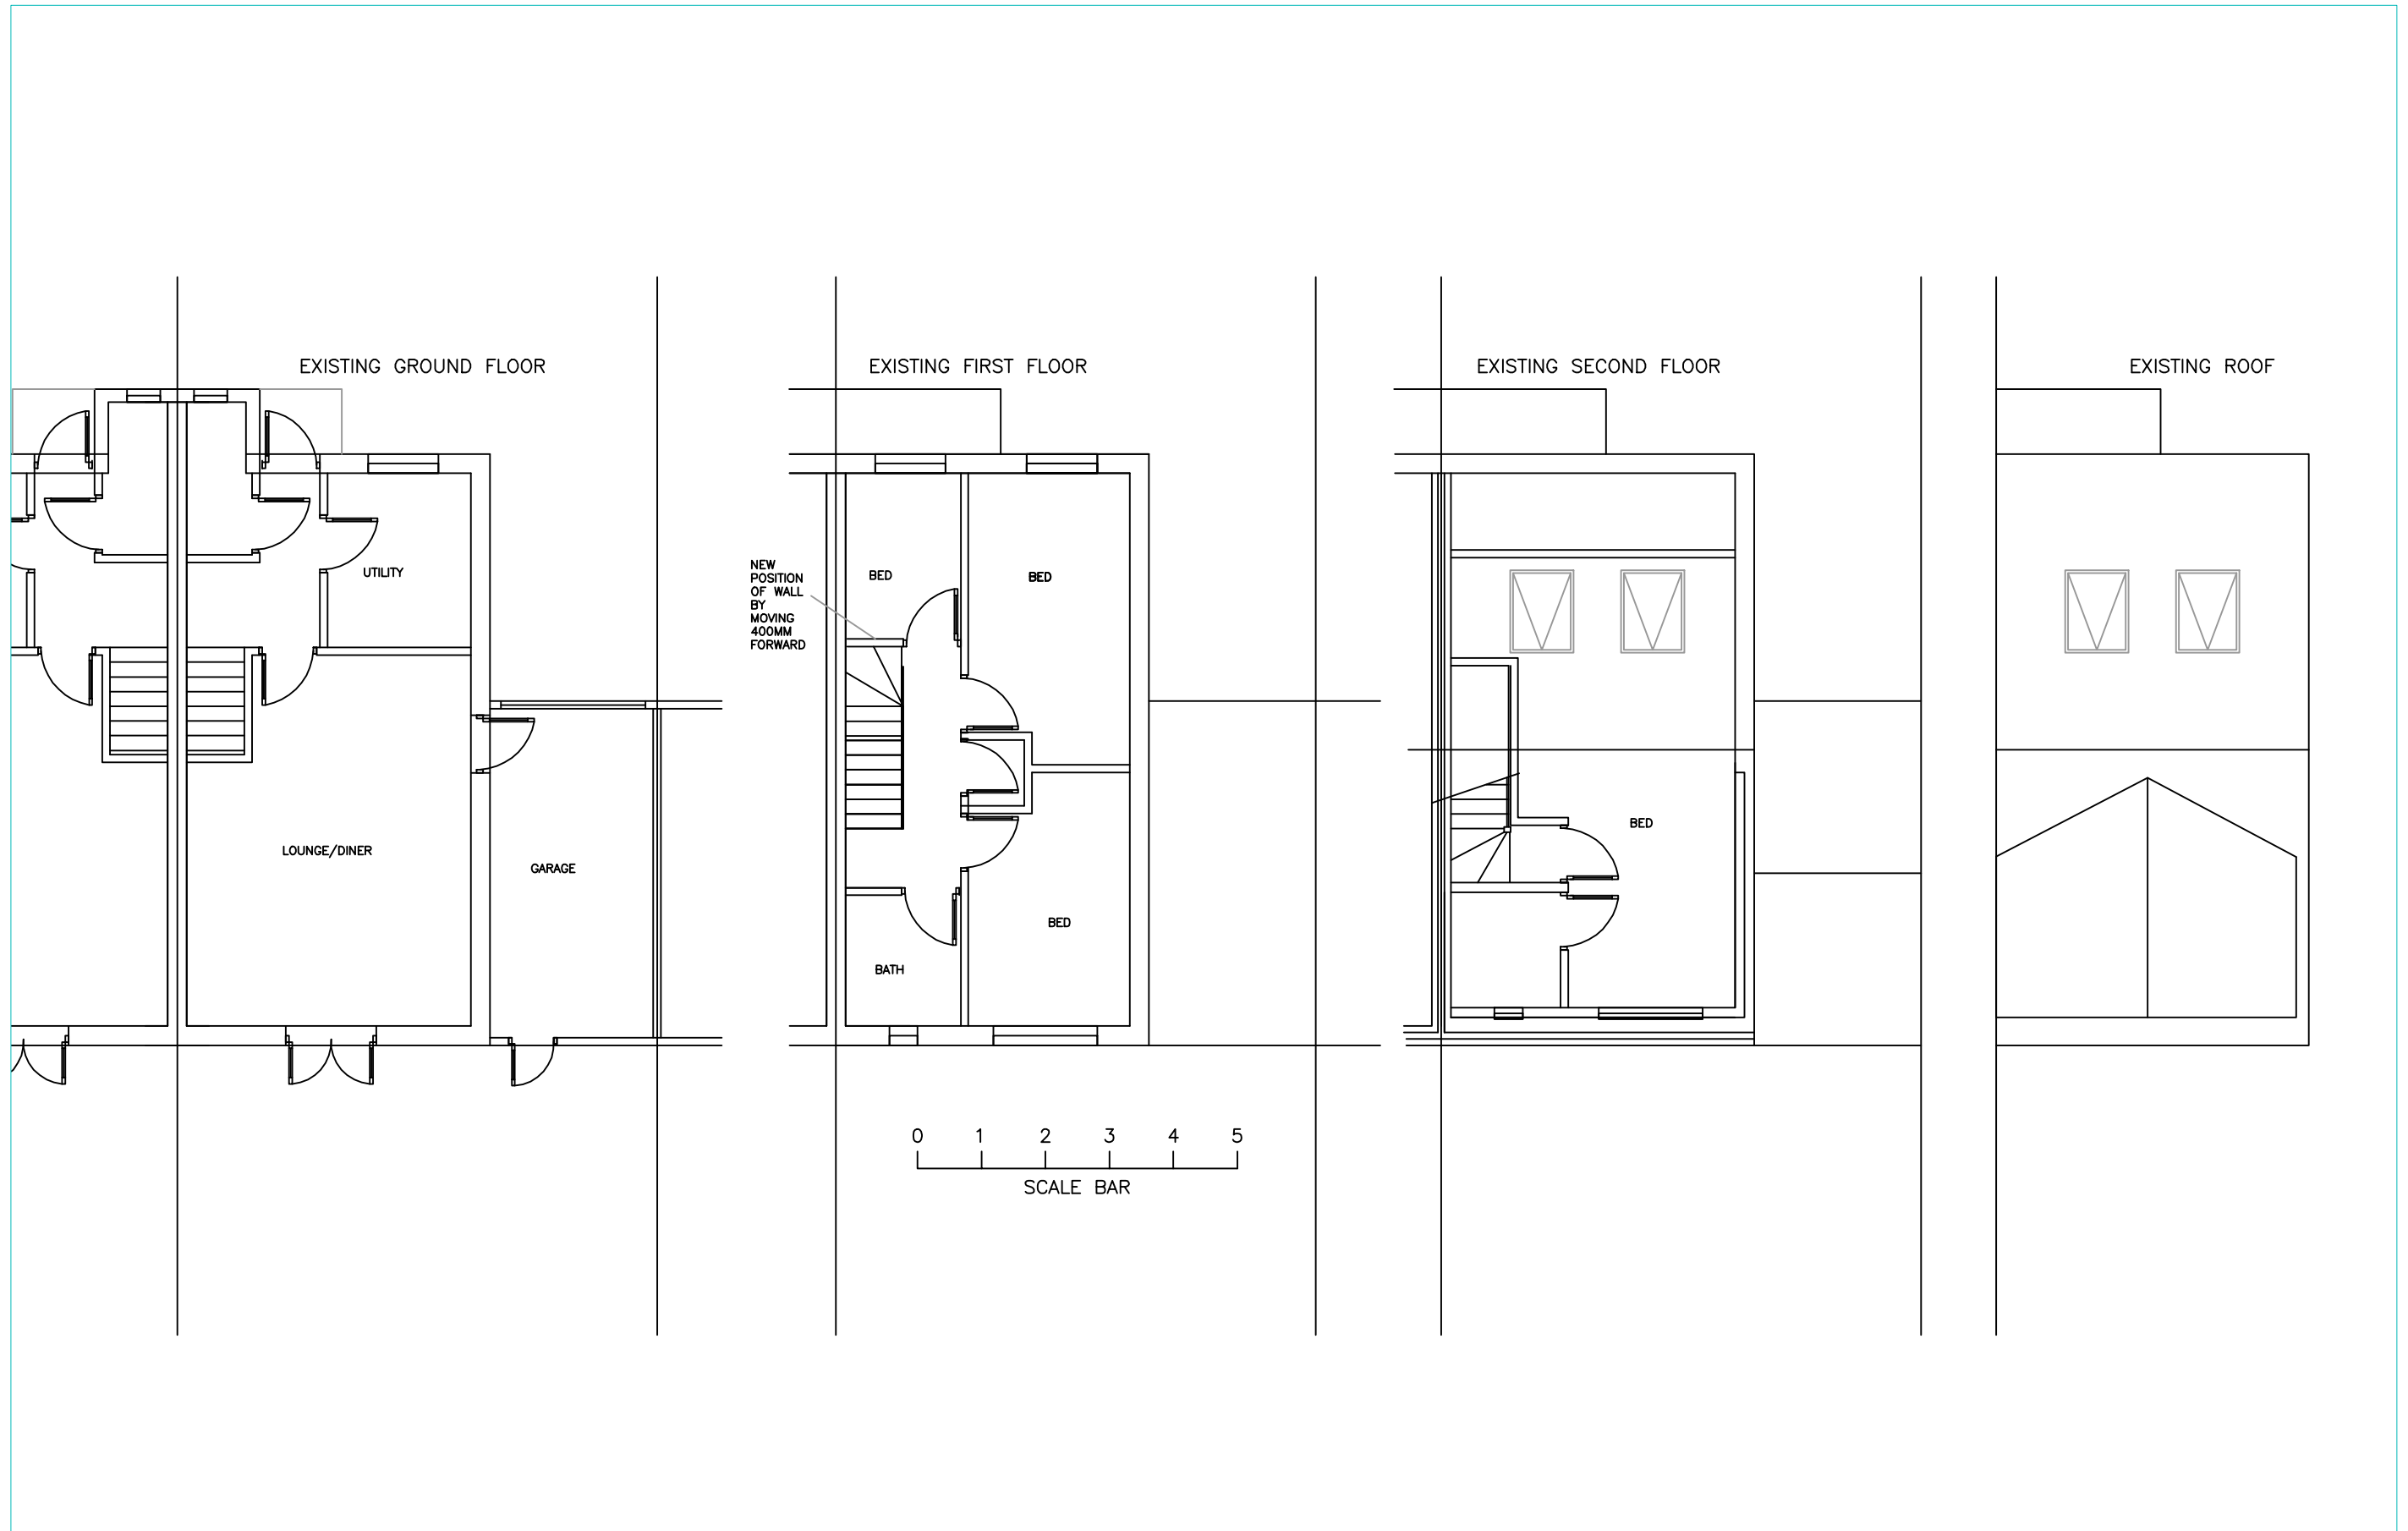 EXISTING GROUND FLOOR
EXISTING FIRST FLOOR
EXISTING SECOND FLOOR
EXISTING ROOF
UTILITY
LOUNGE/DINER
GARAGE
NEW
POSITION
OF WALL
BY
MOVING
400MM
FORWARD
BED
BED
BED
BATH
BED
0 1 2 3 4 5
SCALE BAR